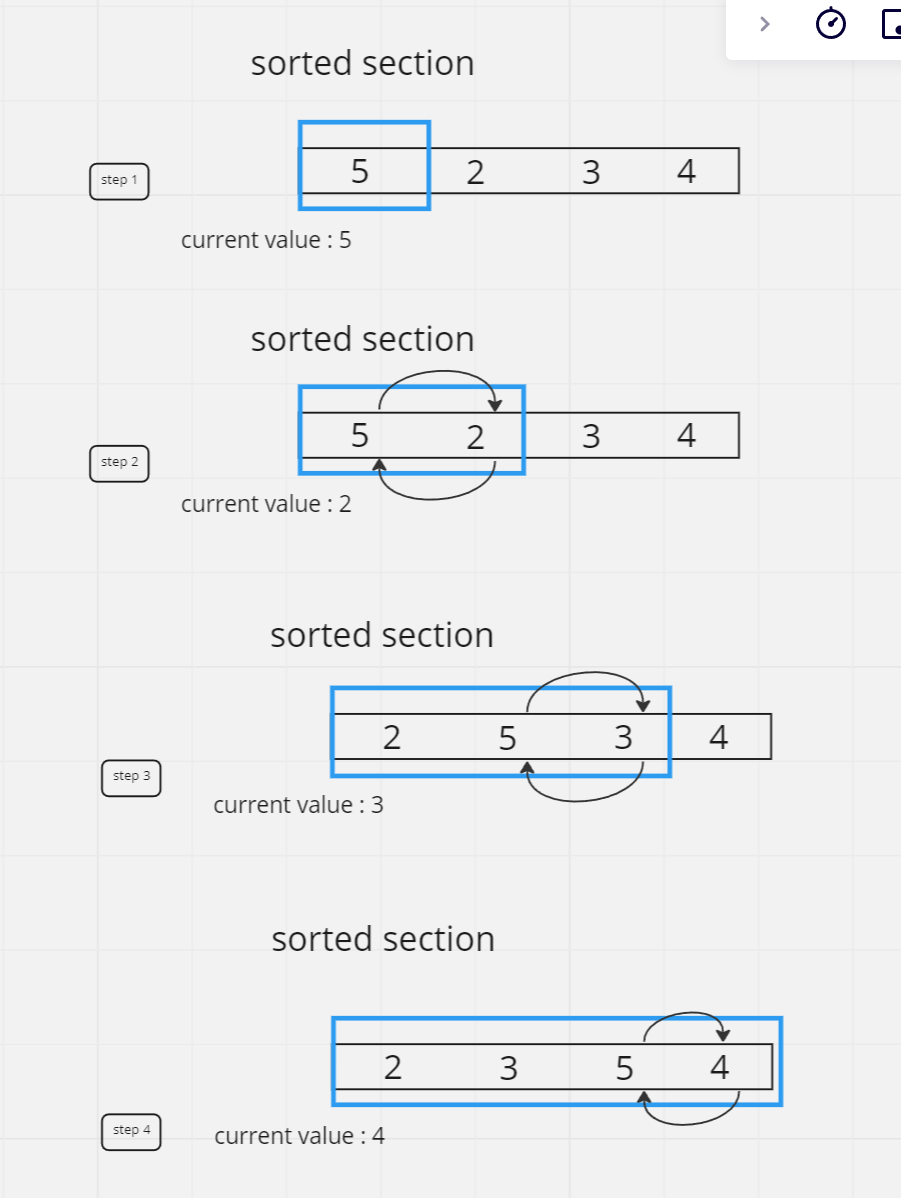 sorted section
5 2 3 4
step 1
current value : 5
sorted section
5 2 3 4
step 2
current value : 2
sorted section
2 5 3 4
step 3
current value : 3
sorted section
2 3 5 4
step 4
current value : 4